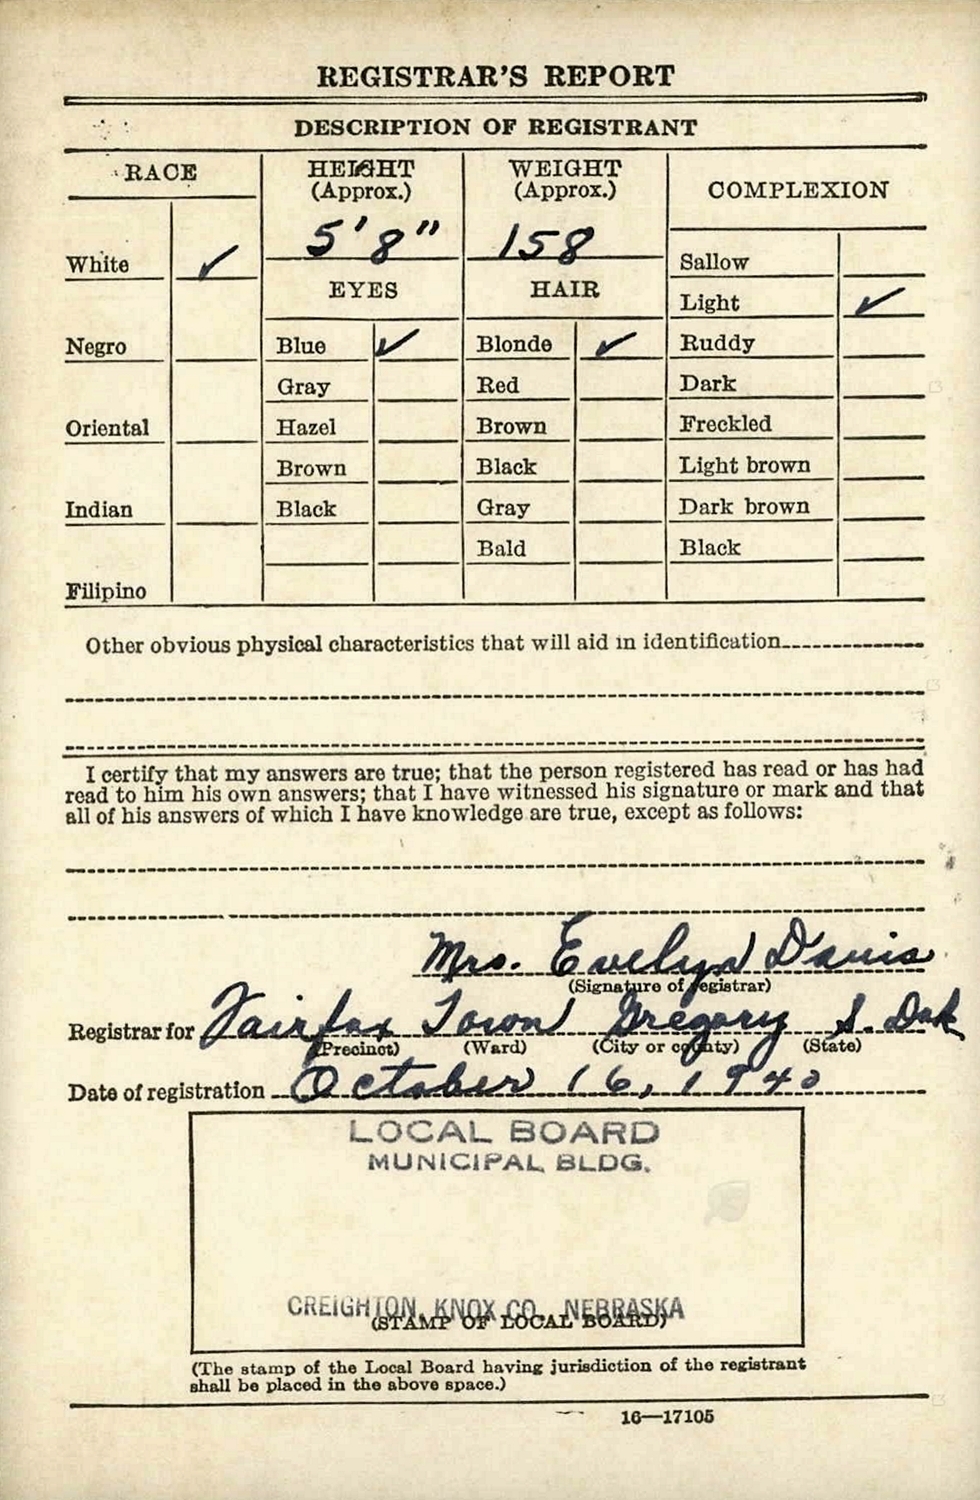 REGISTRAR'S REPORT
DESCRIPTION OF REGISTRANT
RACE
HEIGHT
(Approx.)
WEIGHT
(Approx.)
COMPLEXION
5' 8"
158
White ✓
EYES
HAIR
Sallow
Light ✓
Negro
Blue ✓
Blonde ✓
Ruddy
Gray
Red
Dark
Oriental
Hazel
Brown
Freckled
Brown
Black
Light brown
Indian
Black
Gray
Dark brown
Bald
Black
Filipino
Other obvious physical characteristics that will aid in identification
I certify that my answers are true; that the person registered has read or has had
read to him his own answers; that I have witnessed his signature or mark and that
all of his answers of which I have knowledge are true, except as follows:
Mrs. Evelyn Davis
(Signature of registrar)
Registrar for Fairfax Town Gregory S. Dak
(Precinct) (Ward) (City or county) (State)
Date of registration October 16, 1940
LOCAL BOARD
MUNICIPAL BLDG.
CREIGHTON, KNOX CO. NEBRASKA
(STAMP OF LOCAL BOARD)
(The stamp of the Local Board having jurisdiction of the registrant
shall be placed in the above space.)
16—17105